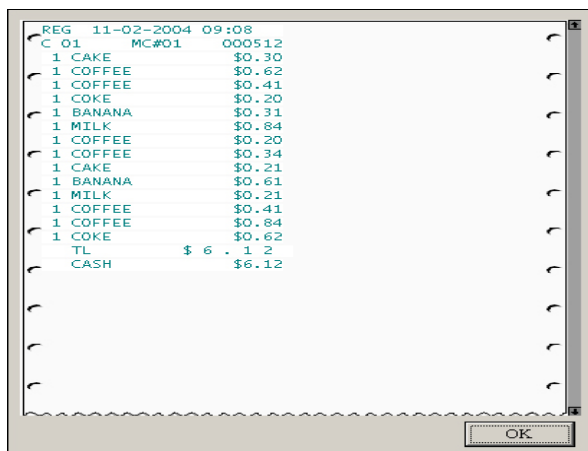 REG 11-02-2004 09:08
C 01 MC#01 000512
1 CAKE $0.30
1 COFFEE $0.62
1 COFFEE $0.41
1 COKE $0.20
1 BANANA $0.31
1 MILK $0.84
1 COFFEE $0.20
1 COFFEE $0.34
1 CAKE $0.21
1 BANANA $0.61
1 MILK $0.21
1 COFFEE $0.41
1 COFFEE $0.84
1 COKE $0.62
TL $ 6 . 1 2
CASH $6.12
OK